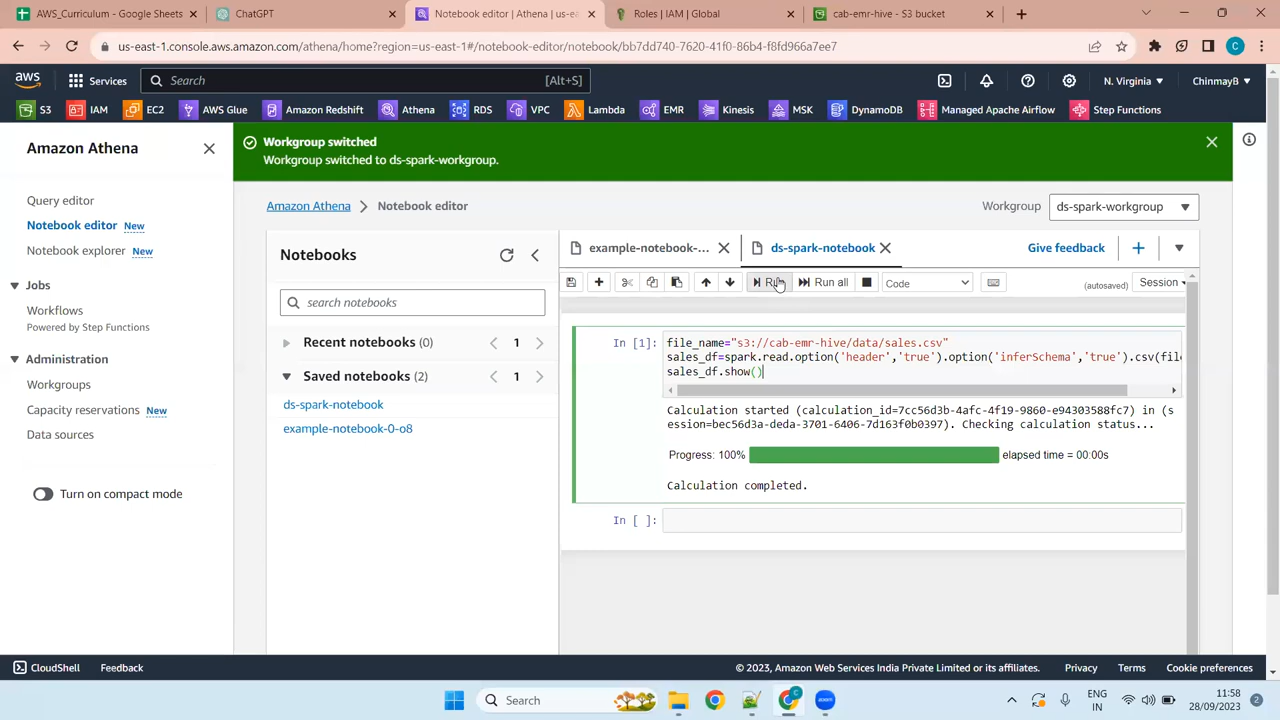 AWS_Curriculum - Google Sheets
ChatGPT
Notebook editor | Athena | us-ea
Roles | IAM | Global
cab-emr-hive - S3 bucket
us-east-1.console.aws.amazon.com/athena/home?region=us-east-1#/notebook-editor/notebook/bb7dd740-7620-41f0-86b4-f8fd966a7ee7
C
aws
Services
Search
[Alt+S]
N. Virginia
ChinmayB
S3
IAM
EC2
AWS Glue
Amazon Redshift
Athena
RDS
VPC
Lambda
EMR
Kinesis
MSK
DynamoDB
Managed Apache Airflow
Step Functions
Amazon Athena
Workgroup switched
Workgroup switched to ds-spark-workgroup.
Query editor
Notebook editor New
Notebook explorer New
Jobs
Workflows
Powered by Step Functions
Administration
Workgroups
Capacity reservations New
Data sources
Turn on compact mode
Amazon Athena
Notebook editor
Workgroup
ds-spark-workgroup
Notebooks
search notebooks
Recent notebooks (0)
1
Saved notebooks (2)
1
ds-spark-notebook
example-notebook-0-o8
example-notebook-...
ds-spark-notebook
Give feedback
Run
Run all
Code
(autosaved)
Session
In [1]:
file_name="s3://cab-emr-hive/data/sales.csv"
sales_df=spark.read.option('header','true').option('inferSchema','true').csv(file
sales_df.show()
Calculation started (calculation_id=7cc56d3b-4afc-4f19-9860-e94303588fc7) in (s
ession=bec56d3a-deda-3701-6406-7d163f0b0397). Checking calculation status...
Progress: 100%
elapsed time = 00:00s
Calculation completed.
In [ ]:
CloudShell
Feedback
© 2023, Amazon Web Services India Private Limited or its affiliates.
Privacy
Terms
Cookie preferences
Search
C
zoom
ENG
IN
11:58
28/09/2023
2